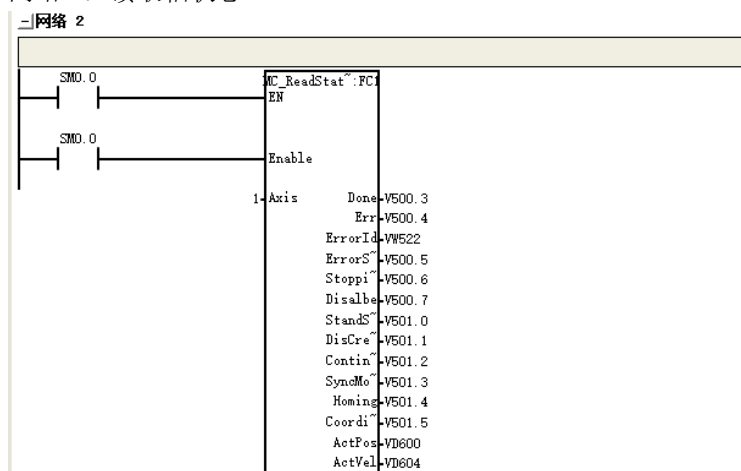 网络 2
SM0.0
MC_ReadStat~:FC1
EN
SM0.0
Enable
1 Axis Done V500.3
Err V500.4
ErrorId VW522
ErrorS~ V500.5
Stoppi~ V500.6
Disalbe V500.7
StandS~ V501.0
DisCre~ V501.1
Contin~ V501.2
SyncMo~ V501.3
Homing V501.4
Coordi~ V501.5
ActPos VD600
ActVel VD604